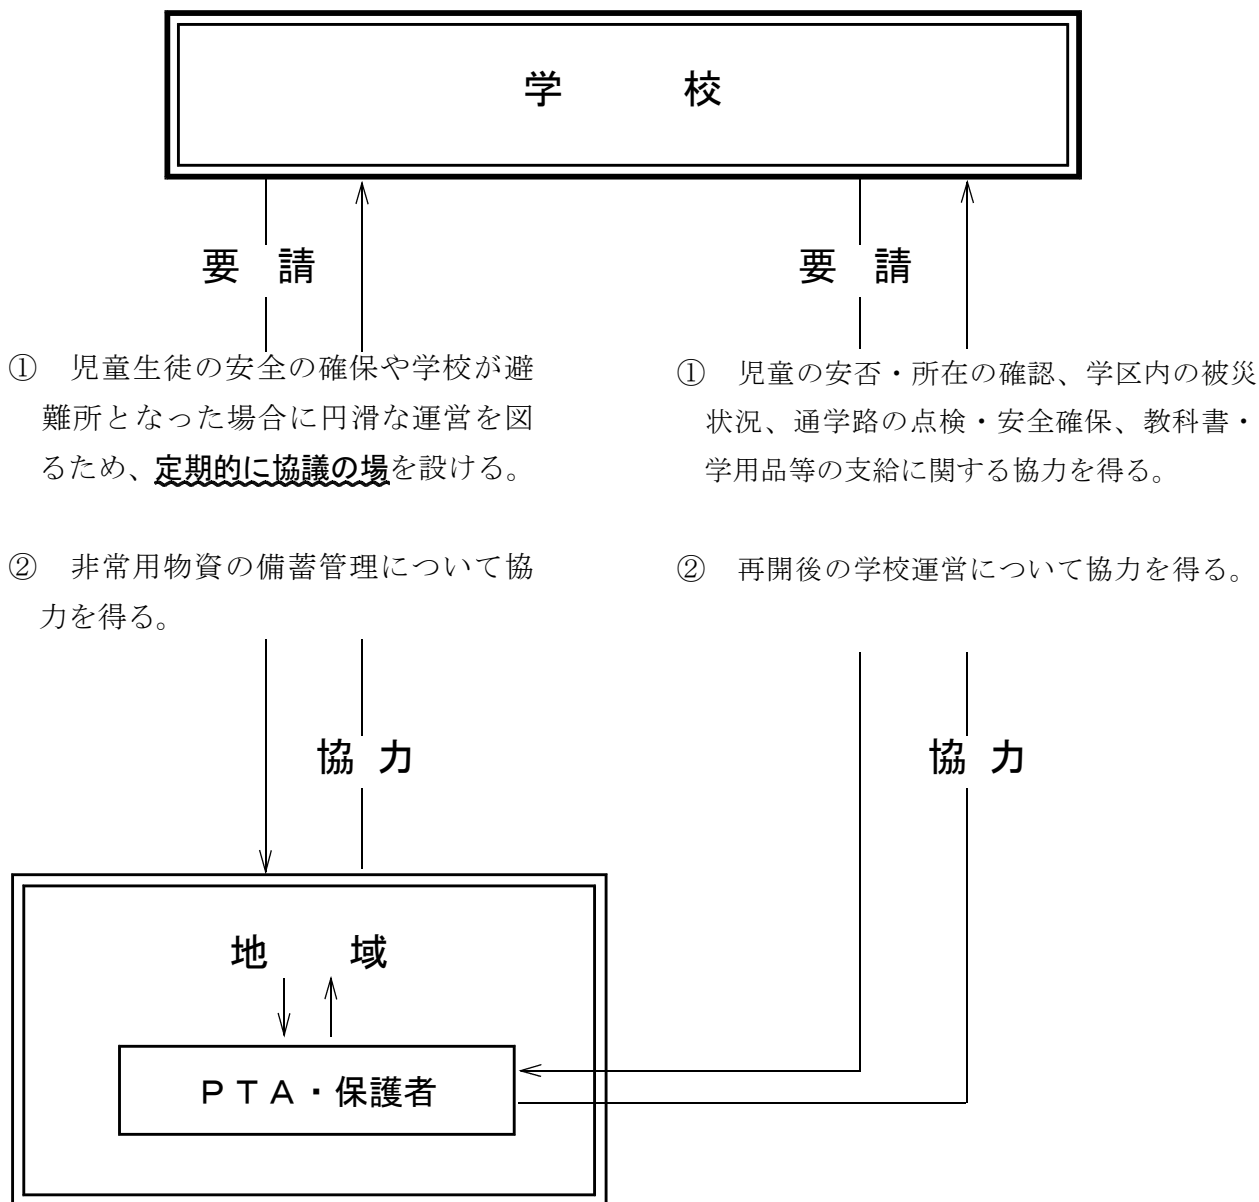 学　校
要　請
要　請
①　児童生徒の安全の確保や学校が避
難所となった場合に円滑な運営を図
るため、定期的に協議の場を設ける。
②　非常用物資の備蓄管理について協
力を得る。
①　児童の安否・所在の確認、学区内の被災
状況、通学路の点検・安全確保、教科書・
学用品等の支給に関する協力を得る。
②　再開後の学校運営について協力を得る。
協　力
協　力
地　域
ＰＴＡ・保護者